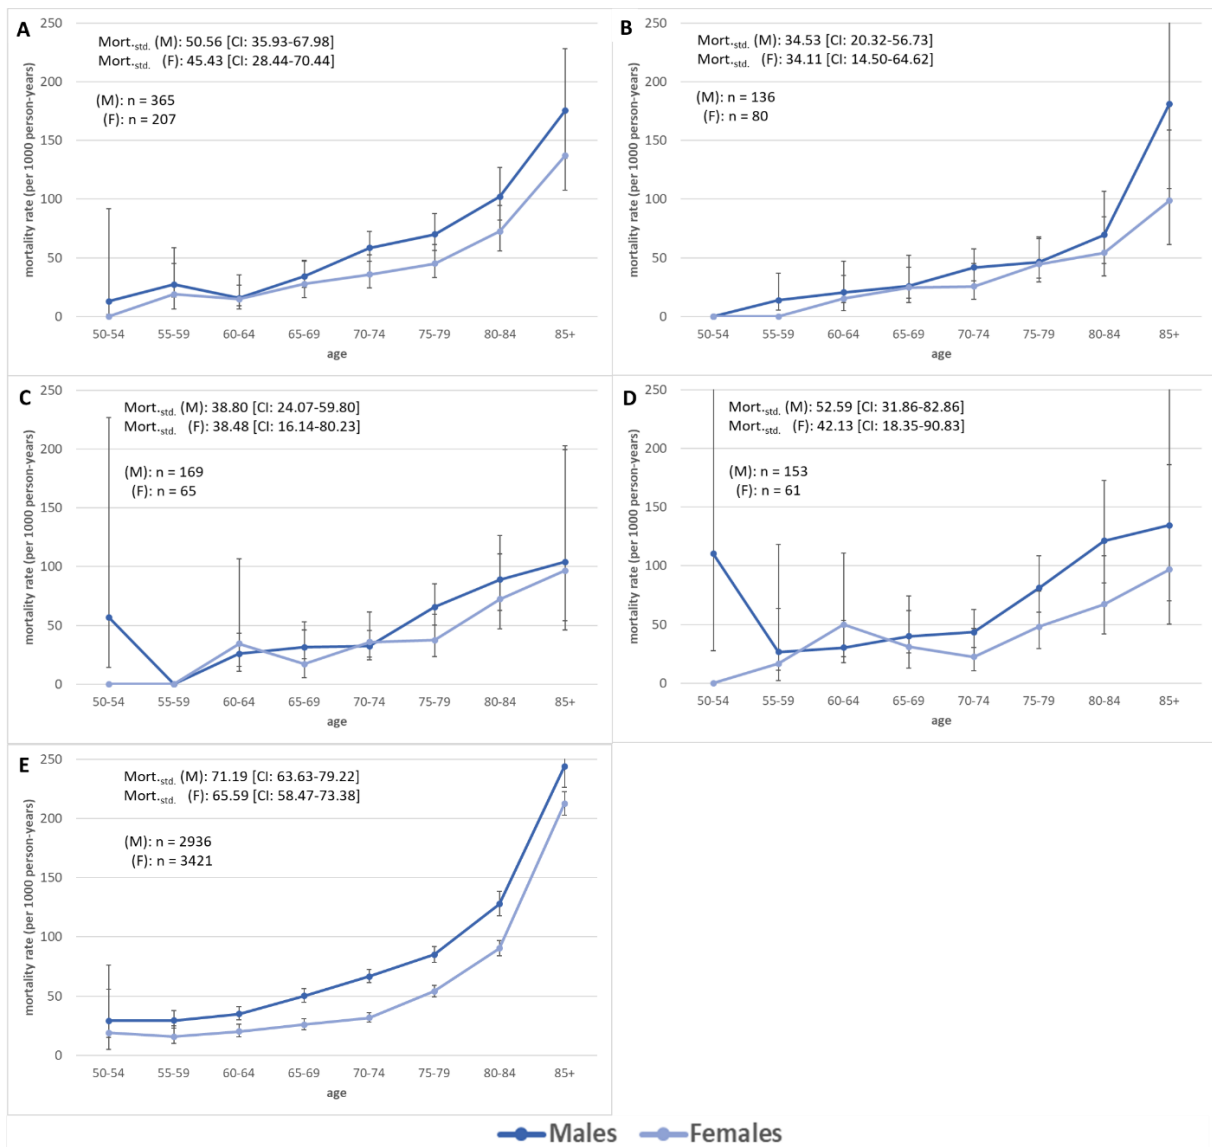 A
Mort.std. (M): 50.56 [CI: 35.93-67.98]
Mort.std. (F): 45.43 [CI: 28.44-70.44]
(M): n = 365
(F): n = 207
mortality rate (per 1000 person-years)
250
200
150
100
50
0
50-54 55-59 60-64 65-69 70-74 75-79 80-84 85+
age
B
Mort.std. (M): 34.53 [CI: 20.32-56.73]
Mort.std. (F): 34.11 [CI: 14.50-64.62]
(M): n = 136
(F): n = 80
mortality rate (per 1000 person-years)
250
200
150
100
50
0
50-54 55-59 60-64 65-69 70-74 75-79 80-84 85+
age
C
Mort.std. (M): 38.80 [CI: 24.07-59.80]
Mort.std. (F): 38.48 [CI: 16.14-80.23]
(M): n = 169
(F): n = 65
mortality rate (per 1000 person-years)
250
200
150
100
50
0
50-54 55-59 60-64 65-69 70-74 75-79 80-84 85+
age
D
Mort.std. (M): 52.59 [CI: 31.86-82.86]
Mort.std. (F): 42.13 [CI: 18.35-90.83]
(M): n = 153
(F): n = 61
mortality rate (per 1000 person-years)
250
200
150
100
50
0
50-54 55-59 60-64 65-69 70-74 75-79 80-84 85+
age
E
Mort.std. (M): 71.19 [CI: 63.63-79.22]
Mort.std. (F): 65.59 [CI: 58.47-73.38]
(M): n = 2936
(F): n = 3421
mortality rate (per 1000 person-years)
250
200
150
100
50
0
50-54 55-59 60-64 65-69 70-74 75-79 80-84 85+
age
Males Females